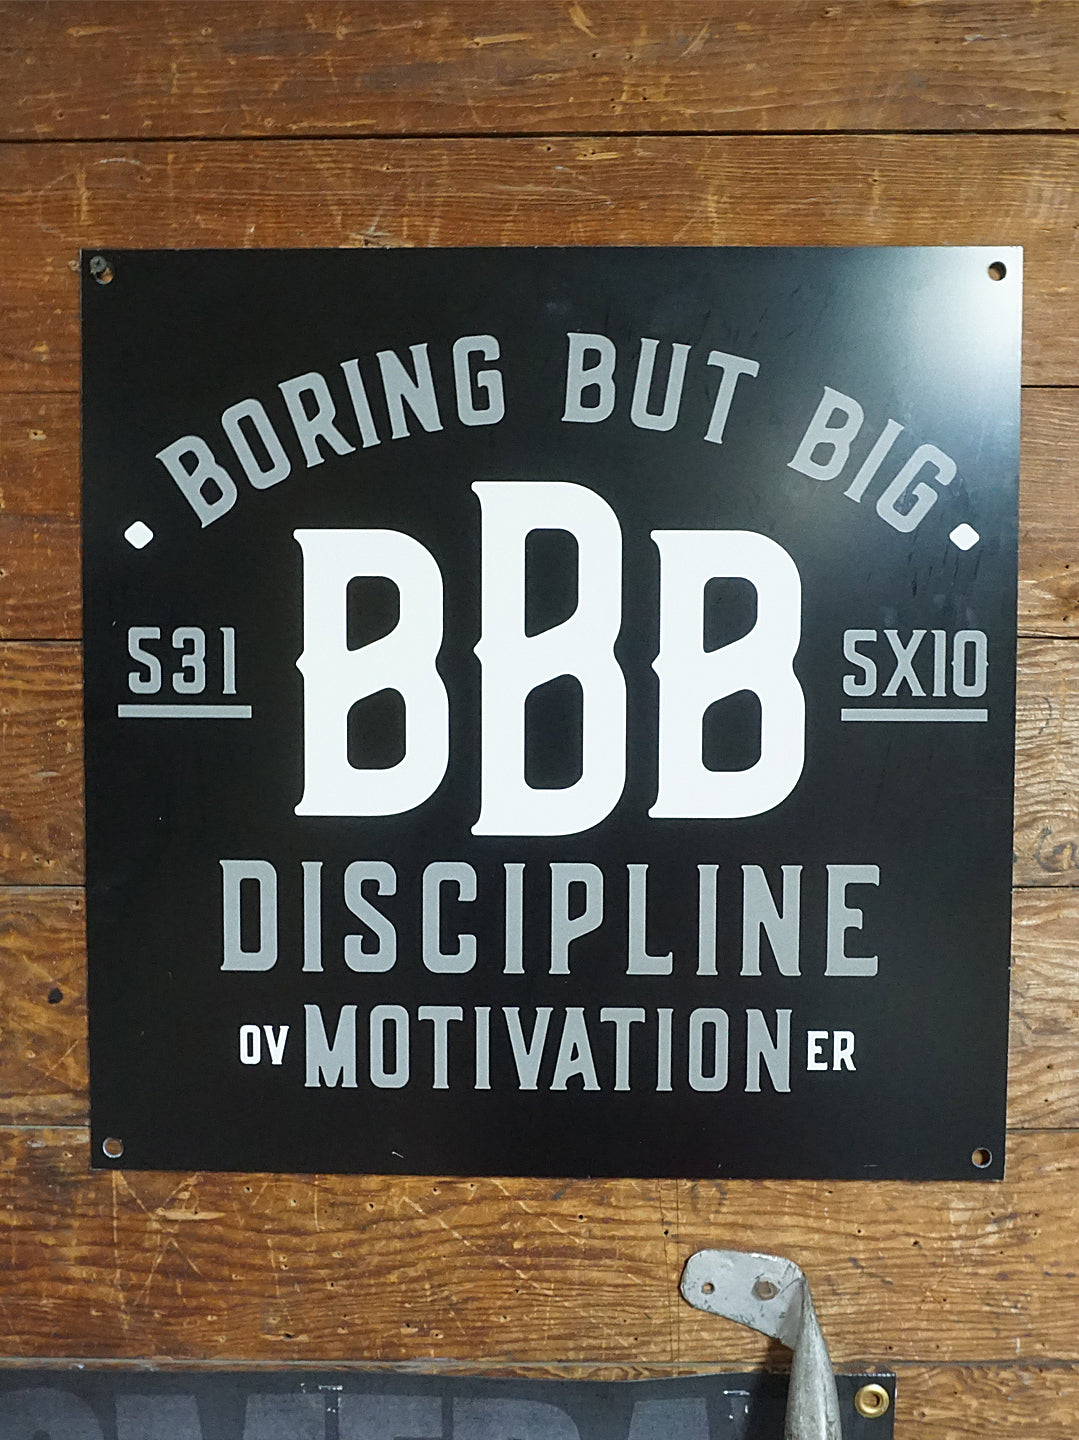 BORING BUT BIG
531
BBB
5X10
DISCIPLINE
OV MOTIVATION ER